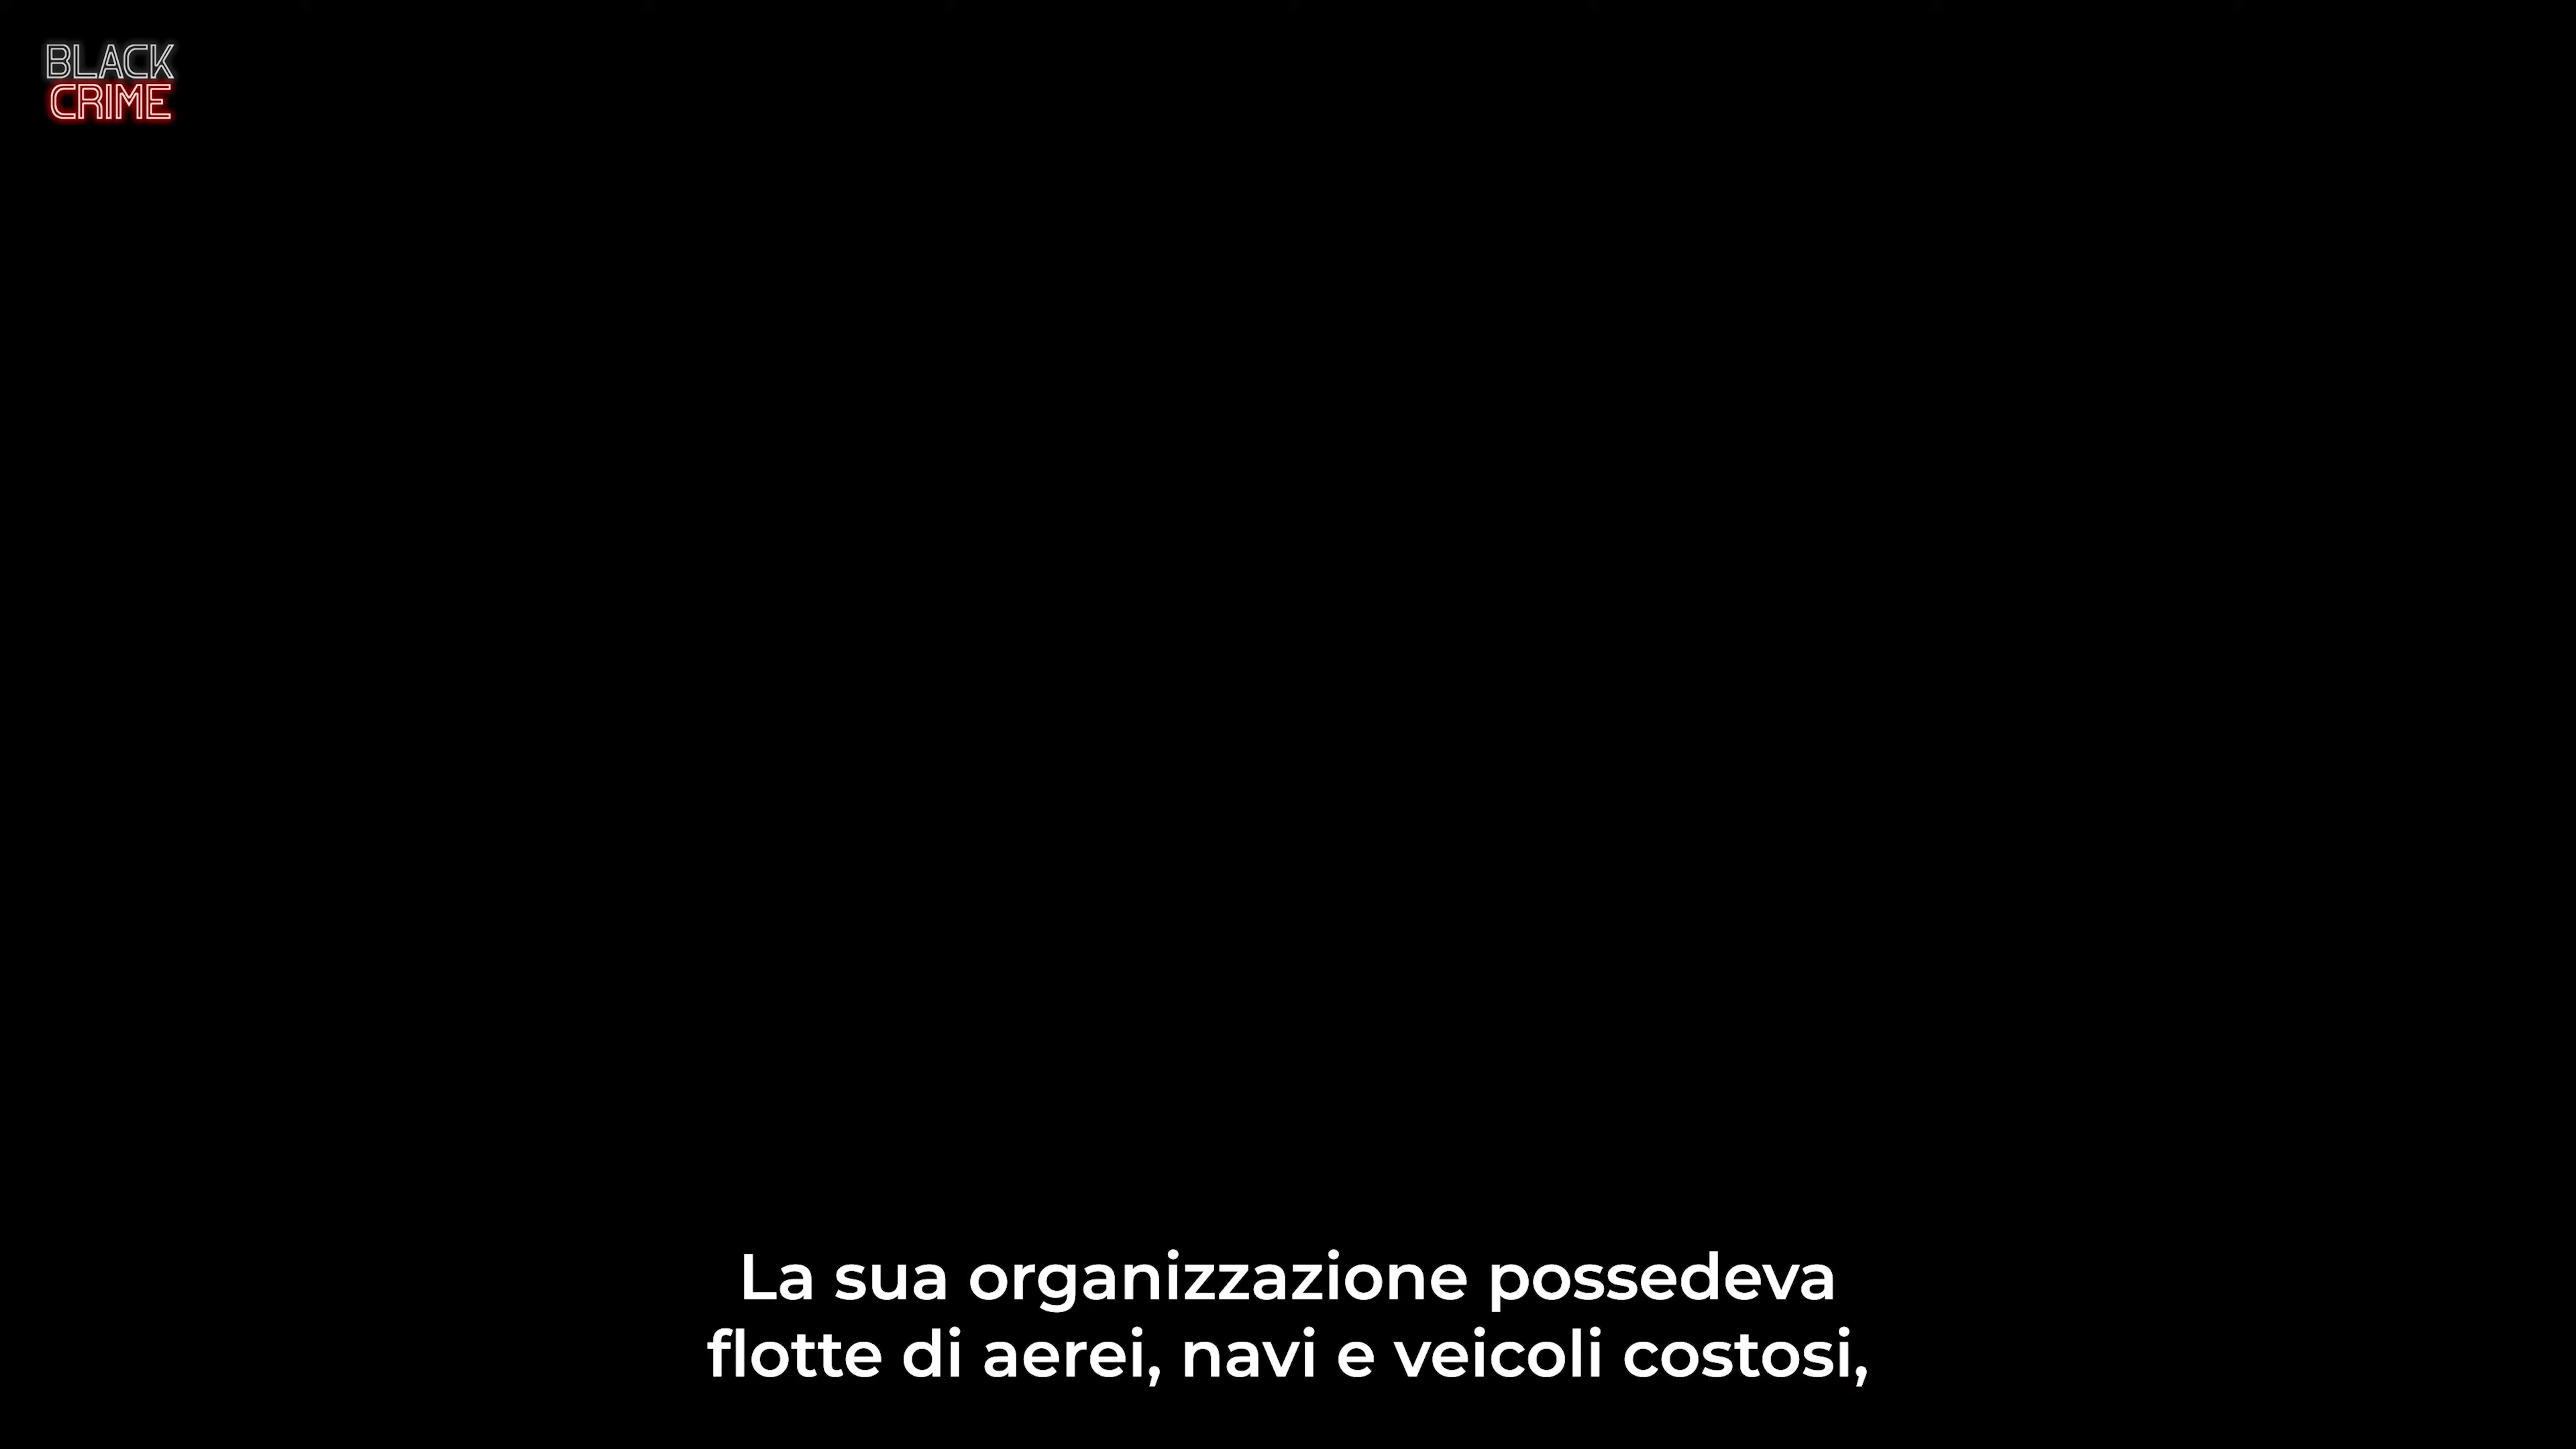 BLACK
CRIME
La sua organizzazione possedeva
flotte di aerei, navi e veicoli costosi,